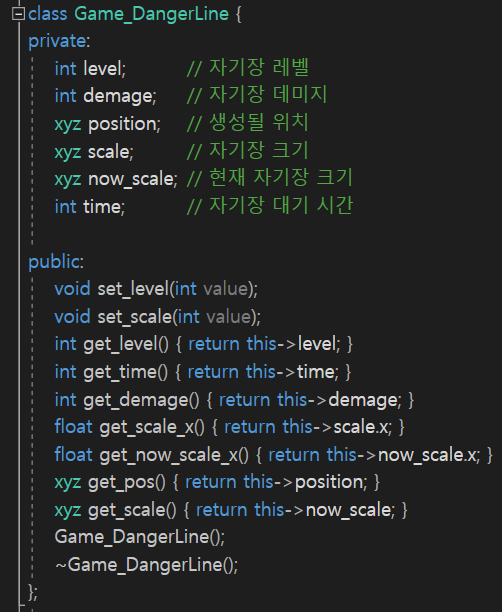 class Game_DangerLine {
private:
int level; // 자기장 레벨
int demage; // 자기장 데미지
xyz position; // 생성될 위치
xyz scale; // 자기장 크기
xyz now_scale; // 현재 자기장 크기
int time; // 자기장 대기 시간
public:
void set_level(int value);
void set_scale(int value);
int get_level() { return this->level; }
int get_time() { return this->time; }
int get_demage() { return this->demage; }
float get_scale_x() { return this->scale.x; }
float get_now_scale_x() { return this->now_scale.x; }
xyz get_pos() { return this->position; }
xyz get_scale() { return this->now_scale; }
Game_DangerLine();
~Game_DangerLine();
};